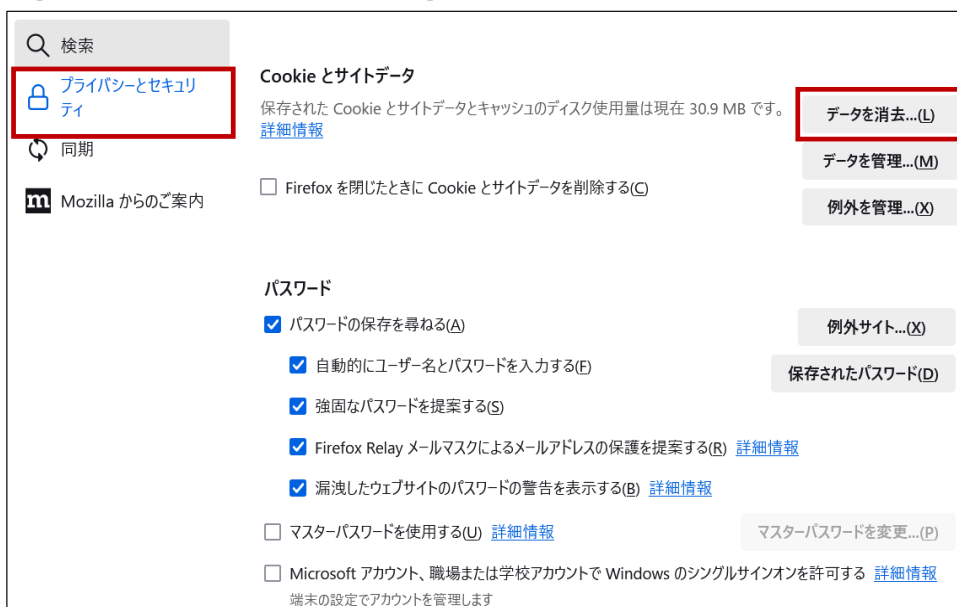 検索
プライバシーとセキュリ
ティ
同期
m Mozilla からのご案内
Cookie とサイトデータ
保存された Cookie とサイトデータとキャッシュのディスク使用量は現在 30.9 MB です。
詳細情報
データを消去...(L)
データを管理...(M)
Firefox を閉じたときに Cookie とサイトデータを削除する(C)
例外を管理...(X)
パスワード
パスワードの保存を尋ねる(A)
例外サイト...(X)
自動的にユーザー名とパスワードを入力する(F)
保存されたパスワード(D)
強固なパスワードを提案する(S)
Firefox Relay メールマスクによるメールアドレスの保護を提案する(R) 詳細情報
漏洩したウェブサイトのパスワードの警告を表示する(B) 詳細情報
マスターパスワードを使用する(U) 詳細情報
マスターパスワードを変更...(P)
Microsoft アカウント、職場または学校アカウントで Windows のシングルサインオンを許可する 詳細情報
端末の設定でアカウントを管理します